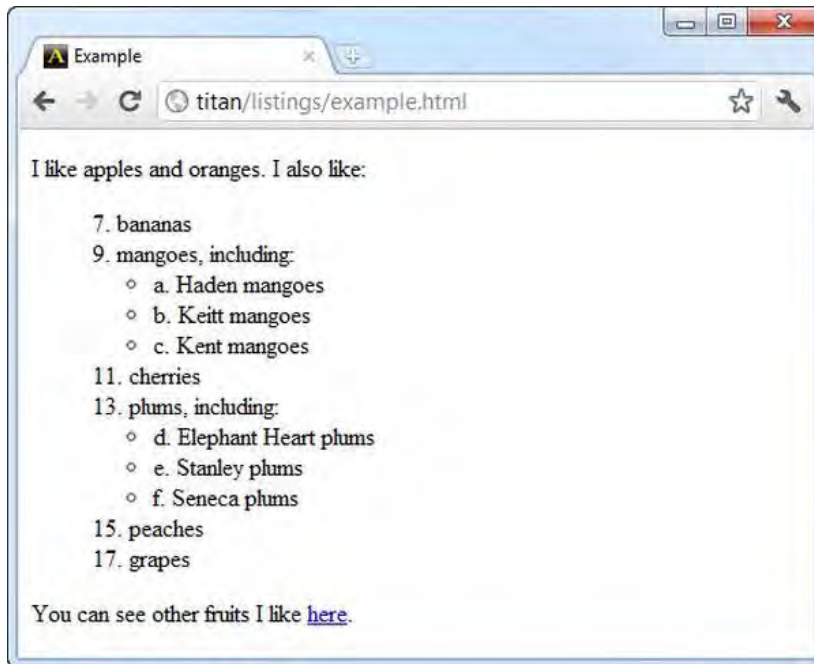 Example
titan/listings/example.html
I like apples and oranges. I also like:
7. bananas
9. mangoes, including:
a. Haden mangoes
b. Keitt mangoes
c. Kent mangoes
11. cherries
13. plums, including:
d. Elephant Heart plums
e. Stanley plums
f. Seneca plums
15. peaches
17. grapes
You can see other fruits I like here.